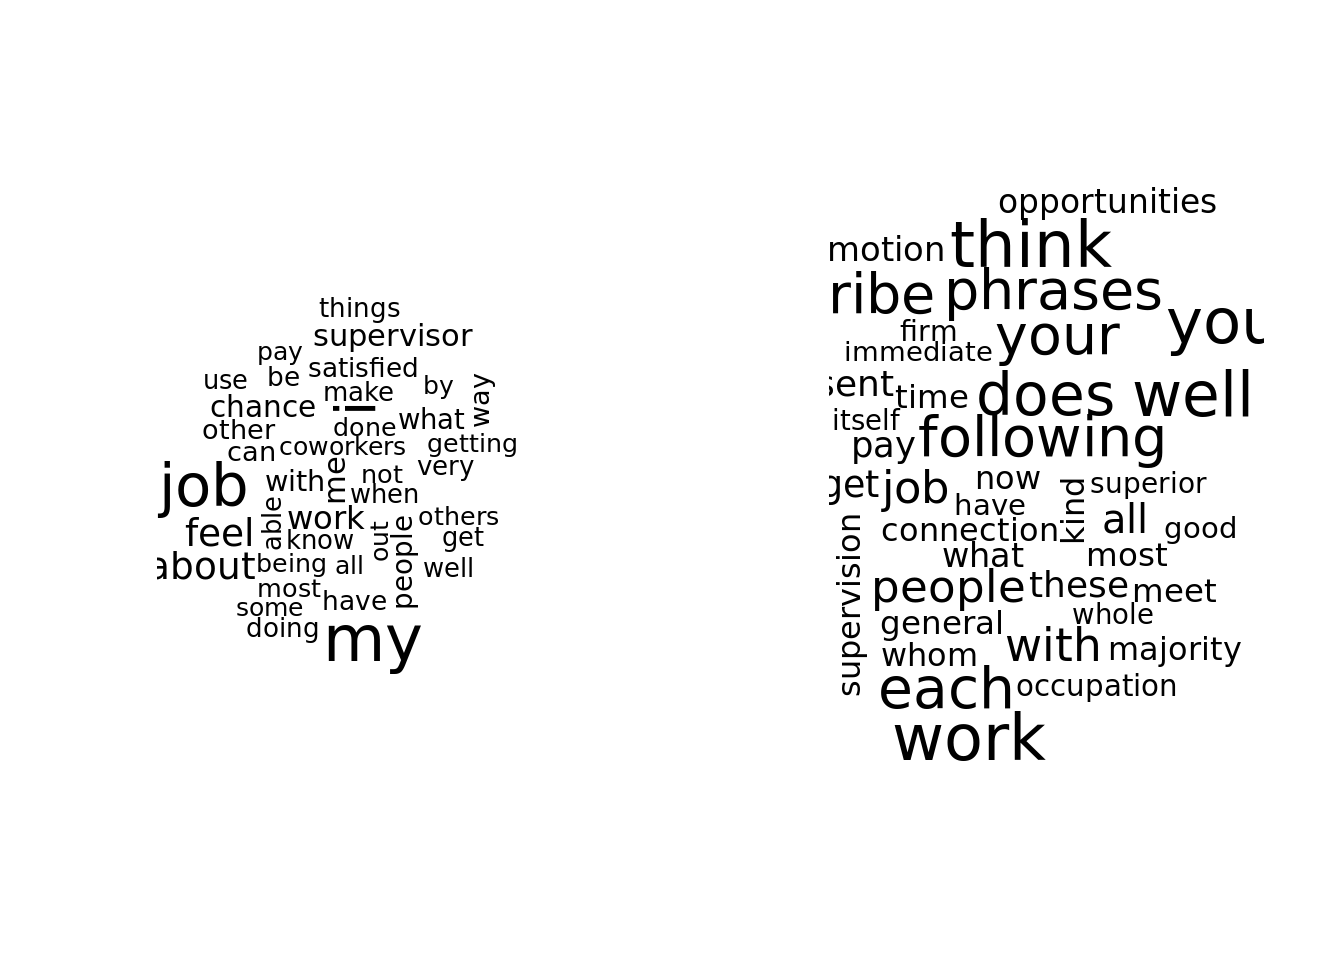 things
supervisor
pay
satisfied
use
be
make
by
way
chance
what
other
done
can
coworkers
getting
job
with
me
not
very
when
able
work
others
feel
know
out
people
get
about
being
all
well
most
have
some
doing
my
opportunities
motion
think
ribe
phrases
your
you
firm
immediate
sent
time
does well
itself
pay
following
get
job
now
have
kind
superior
connection
all
good
supervision
what
most
people
these
meet
general
whole
whom
with
majority
each
occupation
work